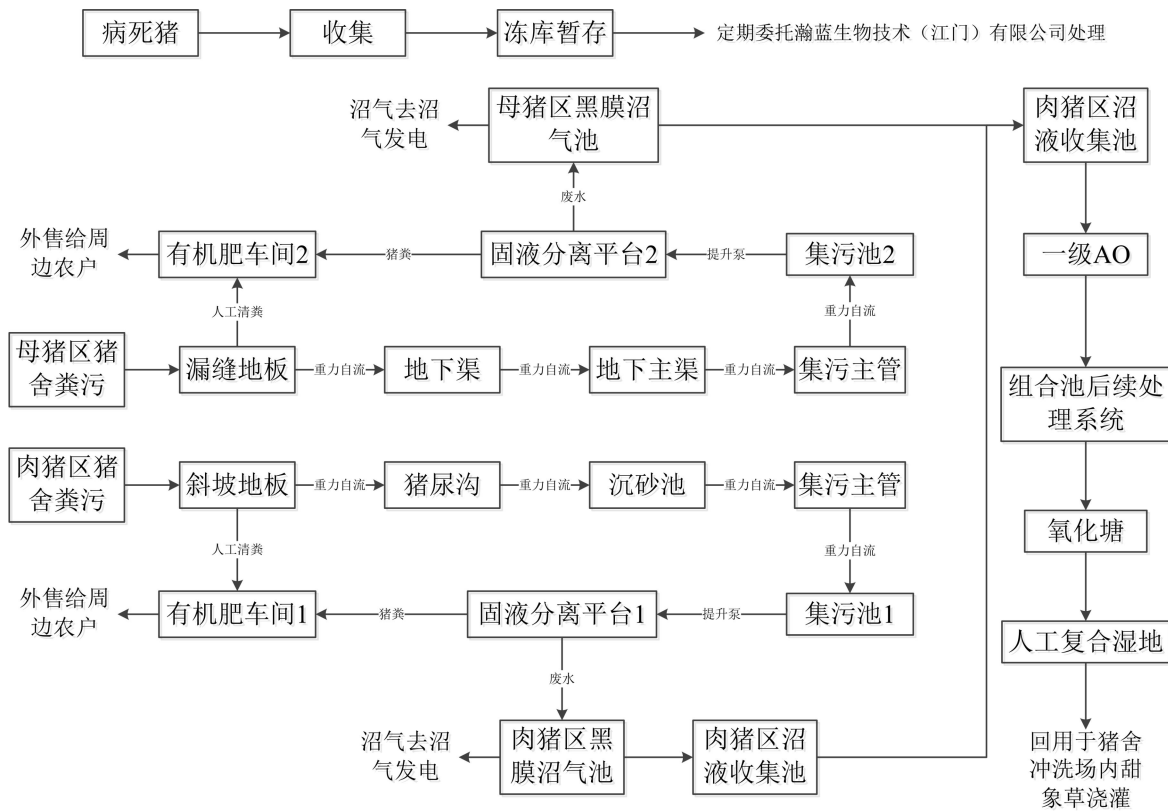 病死猪
收集
冻库暂存
定期委托瀚蓝生物技术（江门）有限公司处理
沼气去沼
气发电
母猪区黑膜沼
气池
肉猪区沼
液收集池
废水
外售给周
边农户
有机肥车间2
猪粪
固液分离平台2
提升泵
集污池2
一级AO
人工清粪
重力自流
母猪区猪
舍粪污
漏缝地板
重力自流
地下渠
重力自流
地下主渠
重力自流
集污主管
组合池后续处
理系统
肉猪区猪
舍粪污
斜坡地板
重力自流
猪尿沟
重力自流
沉砂池
重力自流
集污主管
氧化塘
人工清粪
重力自流
外售给周
边农户
有机肥车间1
猪粪
固液分离平台1
提升泵
集污池1
人工复合湿地
废水
沼气去沼
气发电
肉猪区黑
膜沼气池
肉猪区沼
液收集池
回用于猪舍
冲洗场内甜
象草浇灌